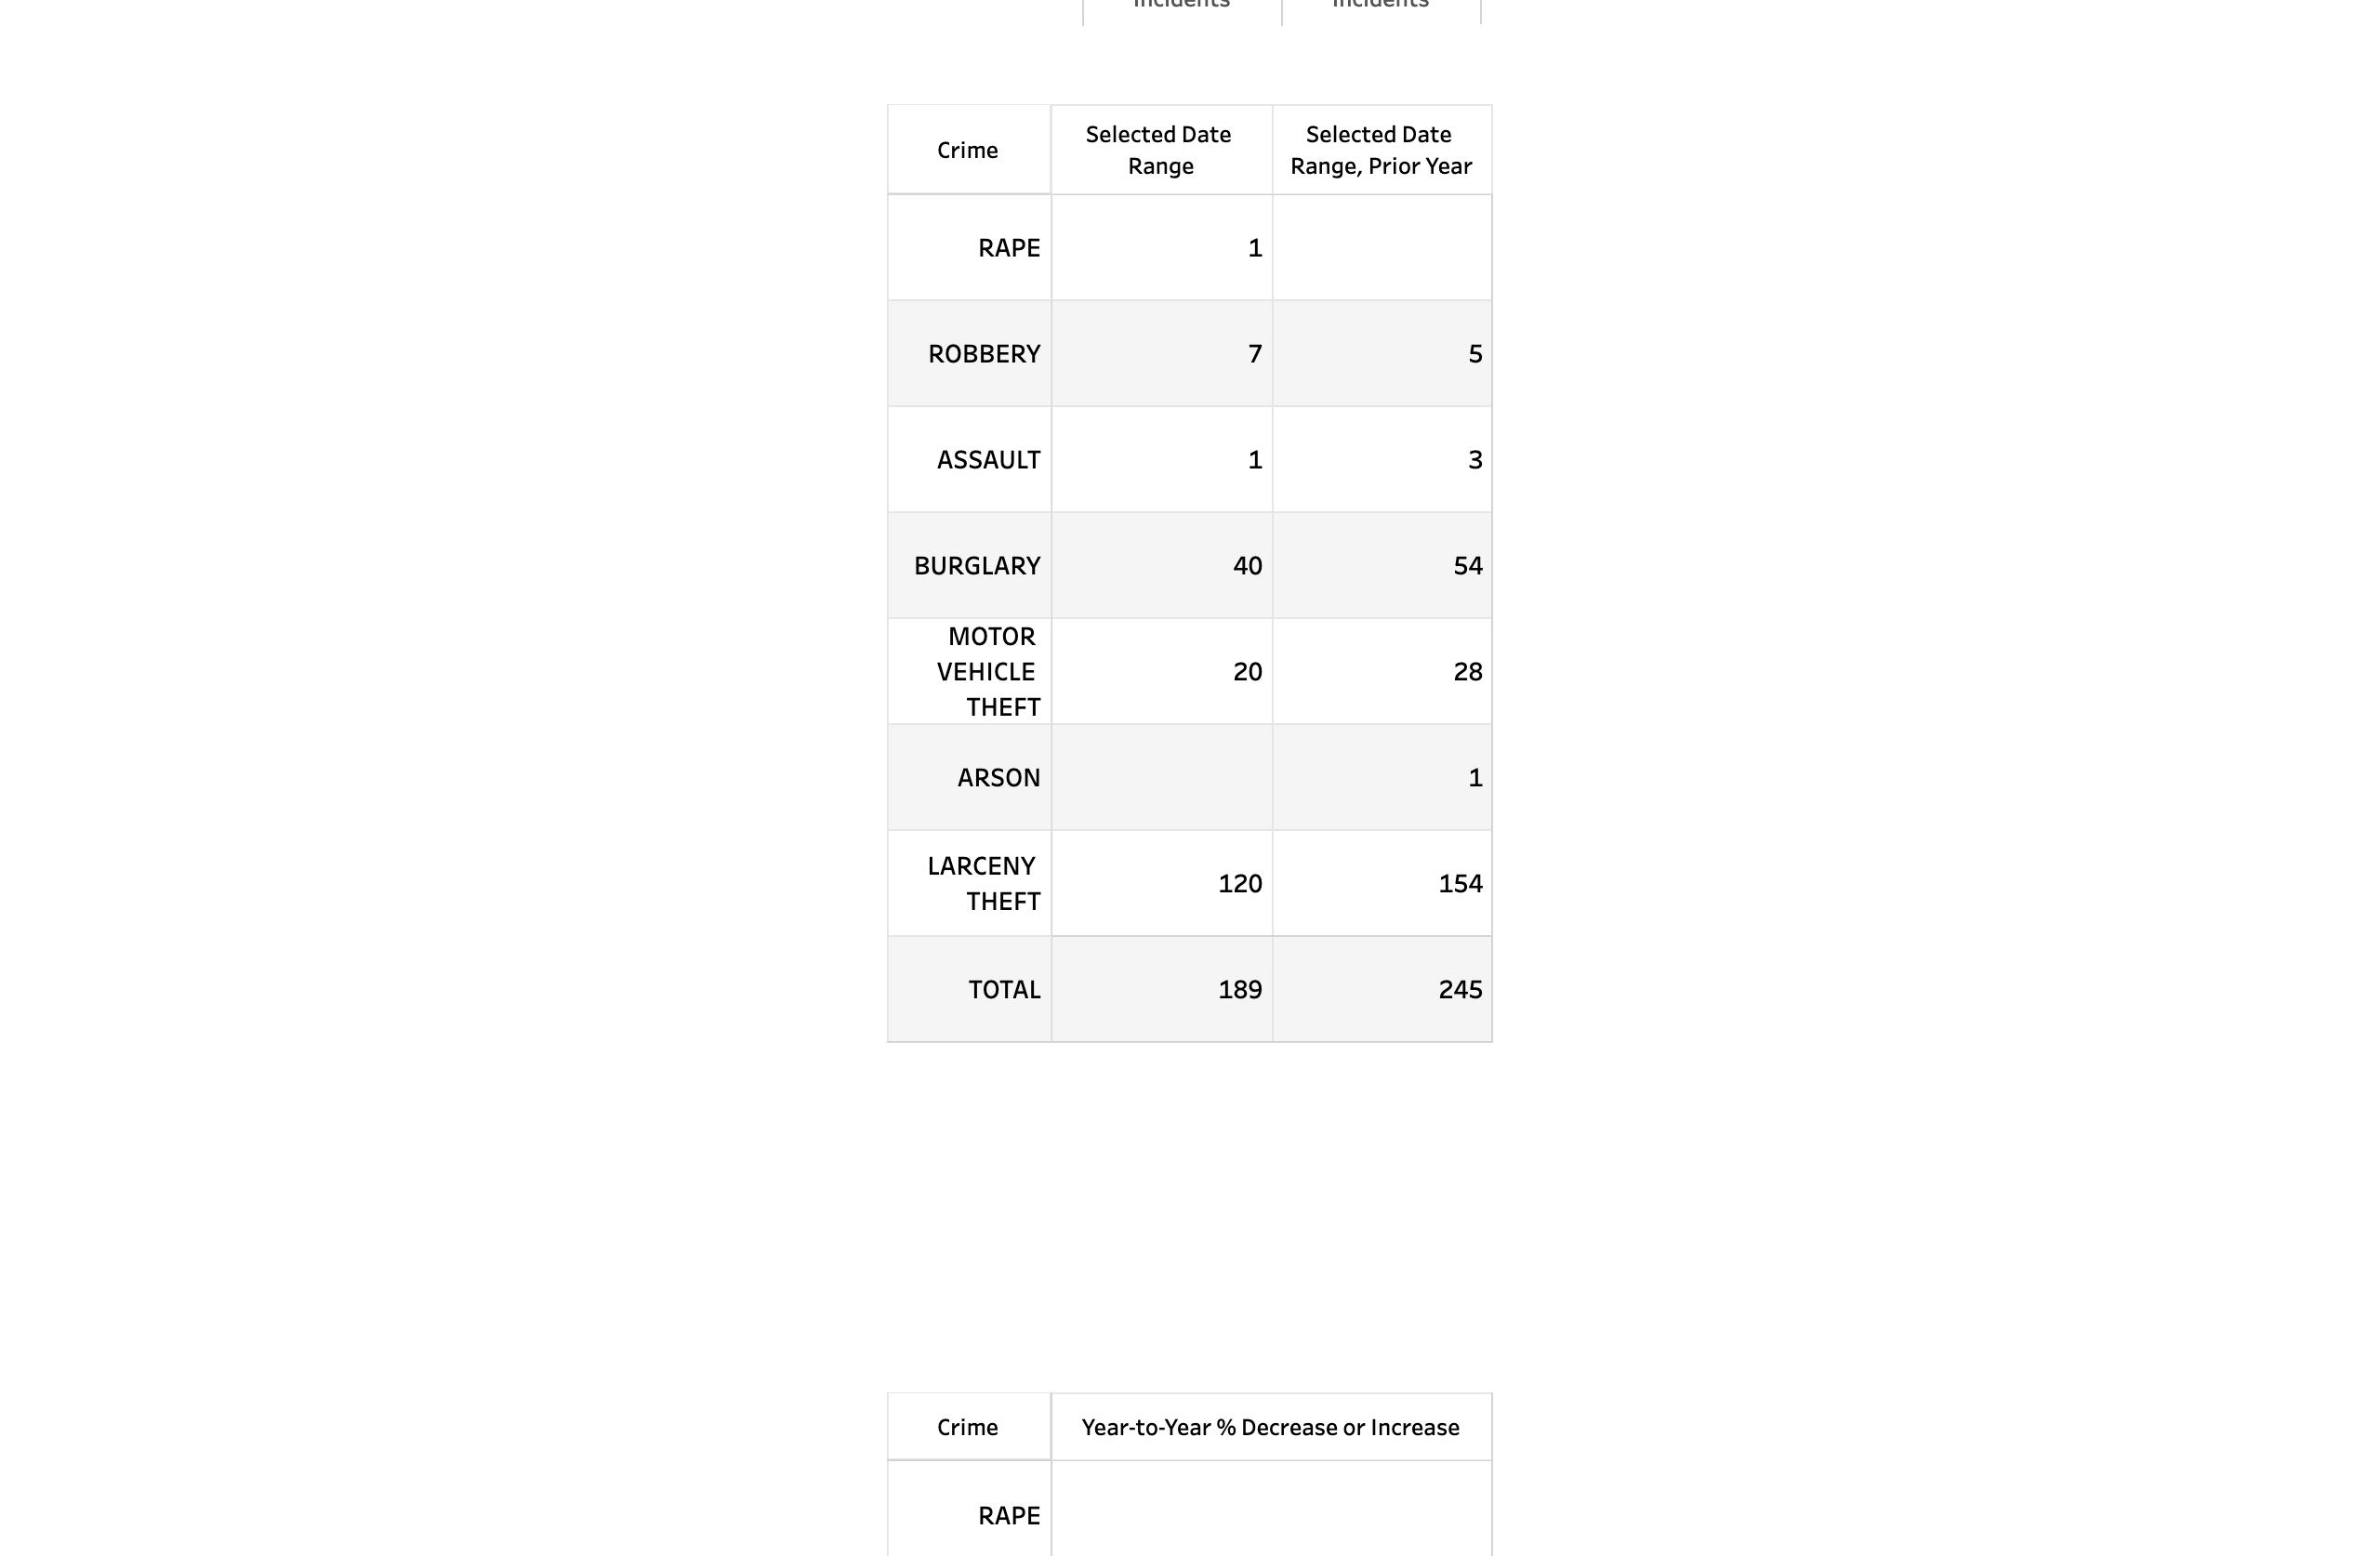 Incidents Incidents
Crime
Selected Date
Range
Selected Date
Range, Prior Year
RAPE 1
ROBBERY 7 5
ASSAULT 1 3
BURGLARY 40 54
MOTOR
VEHICLE 20 28
THEFT
ARSON 1
LARCENY
THEFT
120 154
TOTAL 189 245
Crime Year-to-Year % Decrease or Increase
RAPE